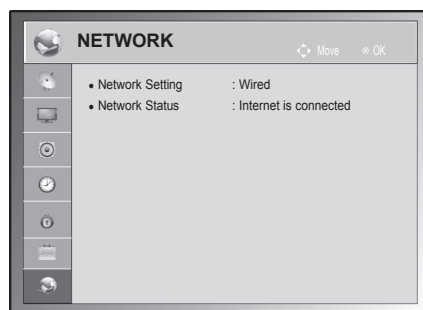 NETWORK
Move OK
• Network Setting : Wired
• Network Status : Internet is connected